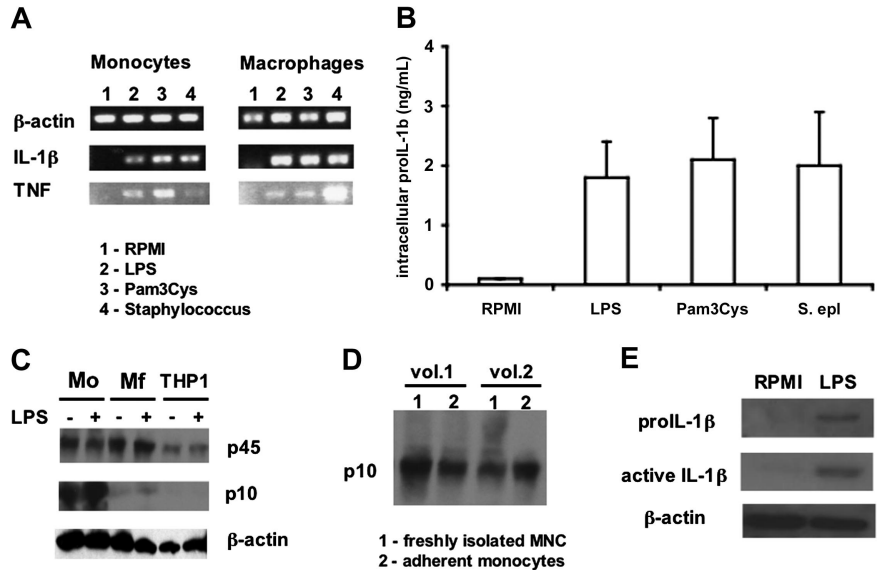 A
Monocytes Macrophages
1 2 3 4 1 2 3 4
β-actin
IL-1β
TNF
1 - RPMI
2 - LPS
3 - Pam3Cys
4 - Staphylococcus
B
intracellular proIL-1b (ng/mL)
4
3
2
1
0
RPMI LPS Pam3Cys S. epI
C
Mo Mf THP1
LPS - + - + - +
p45
p10
β-actin
D
vol.1 vol.2
1 2 1 2
p10
1 - freshly isolated MNC
2 - adherent monocytes
E
RPMI LPS
proIL-1β
active IL-1β
β-actin